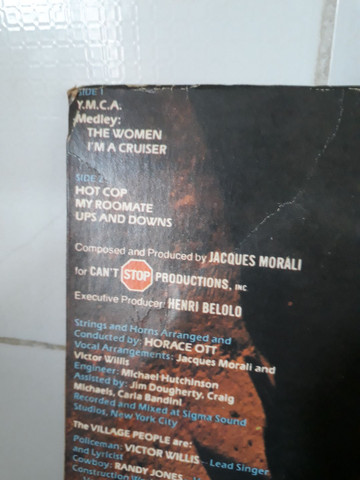 SIDE 1
Y.M.C.A.
Medley:
THE WOMEN
I'M A CRUISER
SIDE 2
HOT COP
MY ROOMATE
UPS AND DOWNS
Composed and Produced by JACQUES MORALI
for CAN'T STOP PRODUCTIONS, INC
Executive Producer: HENRI BELOLO
Strings and Horns Arranged and
Conducted by: HORACE OTT
Vocal Arrangements: Jacques Morali and
Victor Willis
Engineer: Michael Hutchinson
Assisted by: Jim Dougherty, Craig
Michaels, Carla Bandini
Recorded and Mixed at Sigma Sound
Studios, New York City
The VILLAGE PEOPLE are:
Policeman: VICTOR WILLIS—Lead Singer
and Lyricist
Cowboy: RANDY JONES
Construction